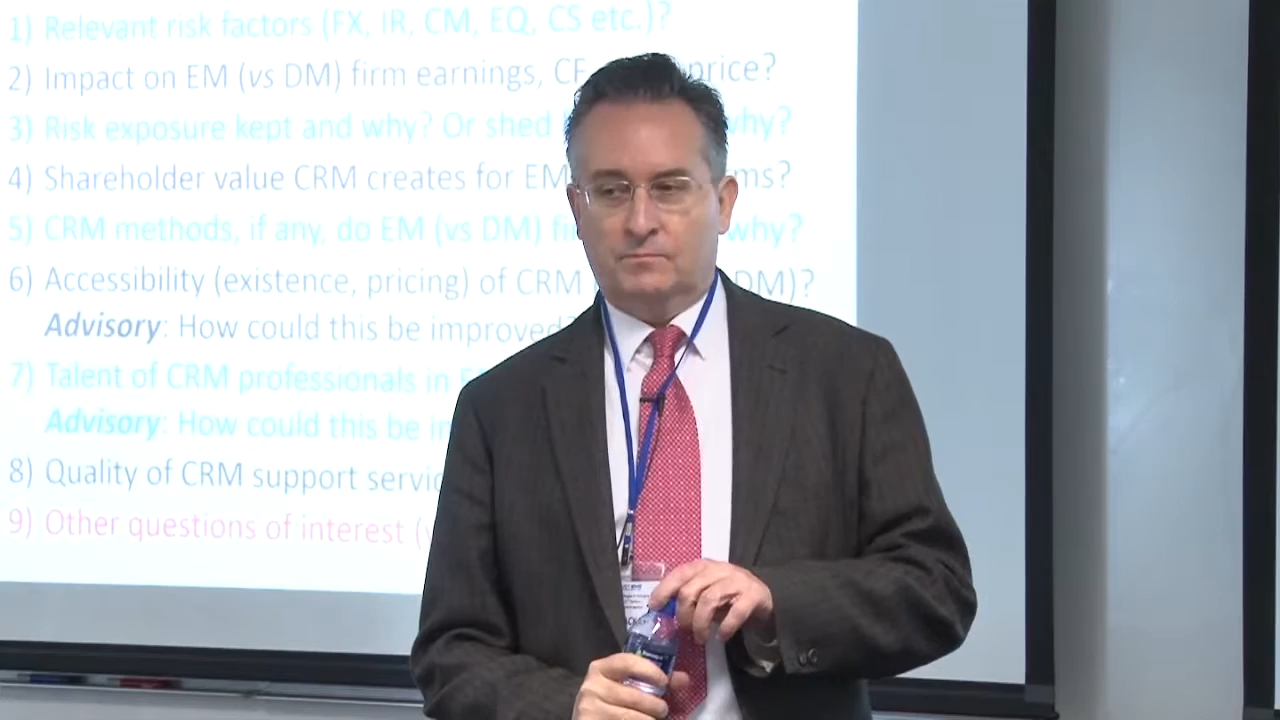 1) Relevant risk factors (FX, IR, CM, EQ, CS etc.)?
2) Impact on EM (vs DM) firm earnings, CF price?
3) Risk exposure kept and why? Or shed why?
4) Shareholder value CRM creates for EM
5) CRM methods, if any, do EM (vs DM) why?
6) Accessibility (existence, pricing) of CRM DM)?
Advisory: How could this be improved?
7) Talent of CRM professionals in
Advisory: How could this be
8) Quality of CRM support
9) Other questions of interest